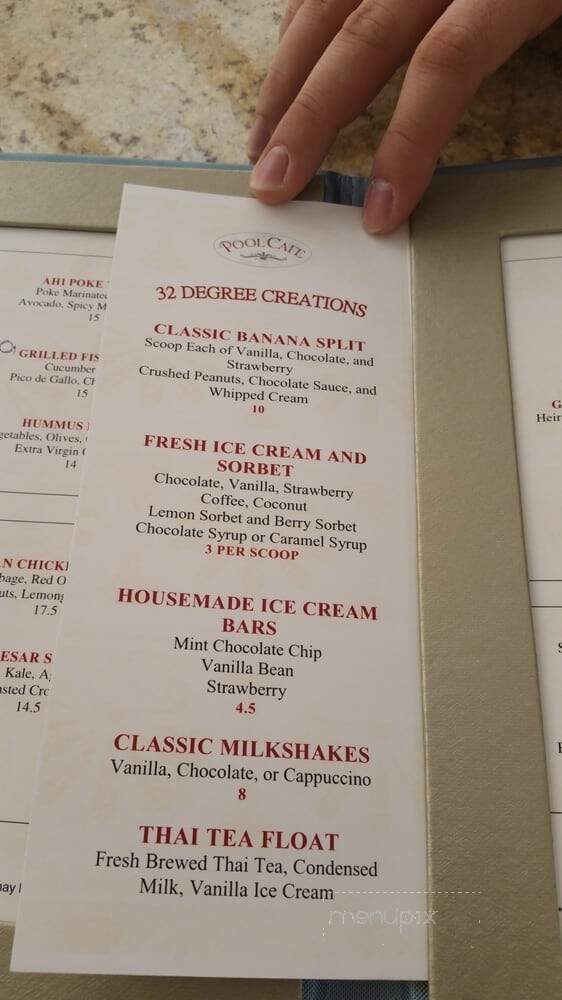 POOL CAFE
32 DEGREE CREATIONS
CLASSIC BANANA SPLIT
Scoop Each of Vanilla, Chocolate, and
Strawberry
Crushed Peanuts, Chocolate Sauce, and
Whipped Cream
10
FRESH ICE CREAM AND
SORBET
Chocolate, Vanilla, Strawberry
Coffee, Coconut
Lemon Sorbet and Berry Sorbet
Chocolate Syrup or Caramel Syrup
3 PER SCOOP
HOUSEMADE ICE CREAM
BARS
Mint Chocolate Chip
Vanilla Bean
Strawberry
4.5
CLASSIC MILKSHAKES
Vanilla, Chocolate, or Cappuccino
8
THAI TEA FLOAT
Fresh Brewed Thai Tea, Condensed
Milk, Vanilla Ice Cream
AHI POKE
Poke Marinated
Avocado, Spicy
15
GRILLED
Cucumber
Pico de Gallo,
15
HUMMUS
Olives,
Extra Virgin
14
Red
17.5
Kale,
14.5
menupix